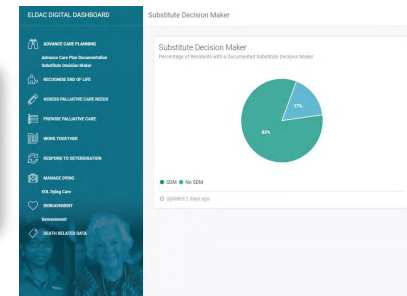 ELDAC DIGITAL DASHBOARD
ADVANCE CARE PLANNING
Advance Care Plan Documentation
Substitute Decision Maker
RECOGNISE END OF LIFE
ASSESS PALLIATIVE CARE NEEDS
PROVIDE PALLIATIVE CARE
WORK TOGETHER
RESPOND TO DETERIORATION
MANAGE DYING
EOL Dying Care
BEREAVEMENT
Bereavement
DEATH RELATED DATA
Substitute Decision Maker
Substitute Decision Maker
Percentage of Residents with a Documented Substitute Decision Maker
17%
83%
SDM No SDM
Updated 2 days ago